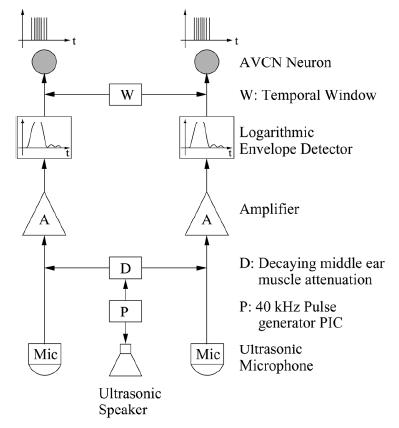 t
t
AVCN Neuron
W
W: Temporal Window
t
t
Logarithmic
Envelope Detector
A
A
Amplifier
D
D: Decaying middle ear
muscle attenuation
P
P: 40 kHz Pulse
generator PIC
Mic
Mic
Ultrasonic
Microphone
Ultrasonic
Speaker